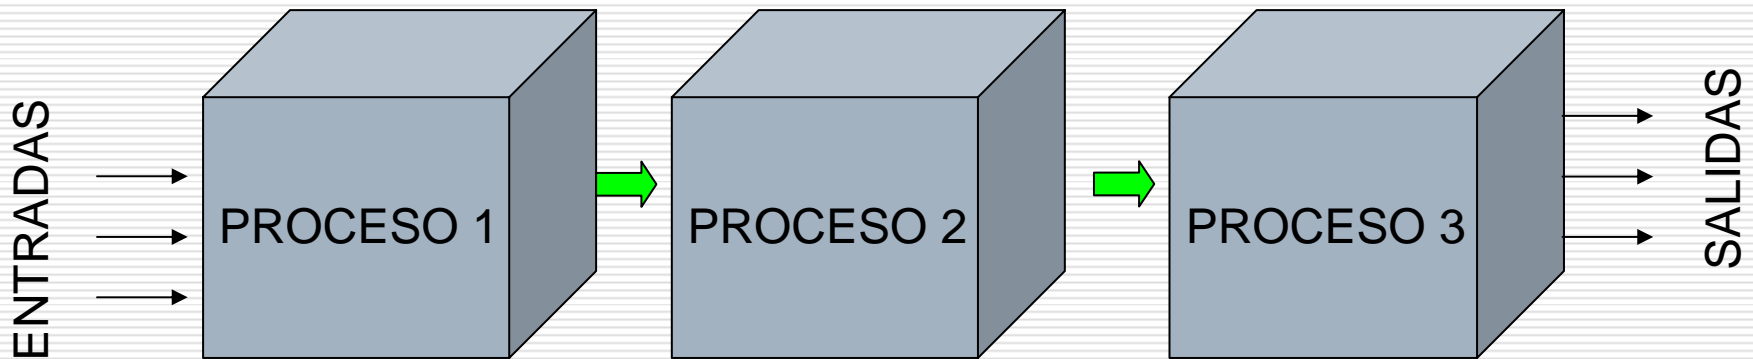 ENTRADAS
PROCESO 1
PROCESO 2
PROCESO 3
SALIDAS